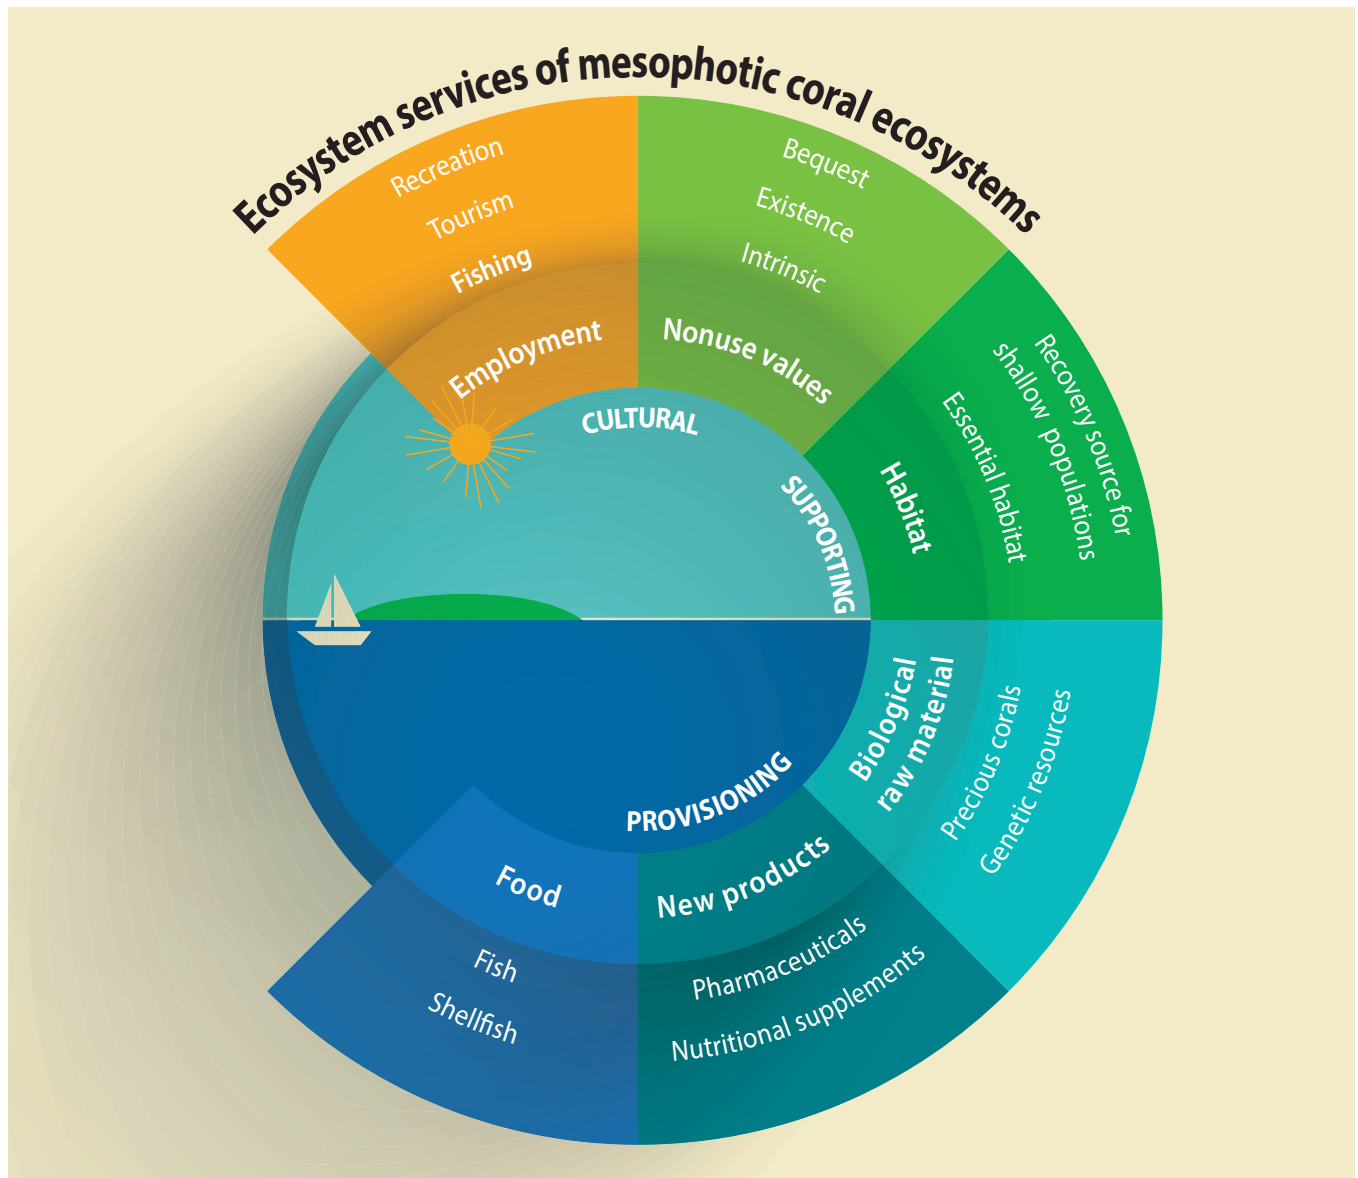 Ecosystem services of mesophotic coral ecosystems
Recreation
Tourism
Fishing
Employment
Bequest
Existence
Intrinsic
Nonuse values
CULTURAL
SUPPORTING
Habitat
Essential habitat
Recovery source for
shallow populations
Biological
raw material
Precious corals
Genetic resources
PROVISIONING
New products
Pharmaceuticals
Nutritional supplements
Food
Fish
Shellfish